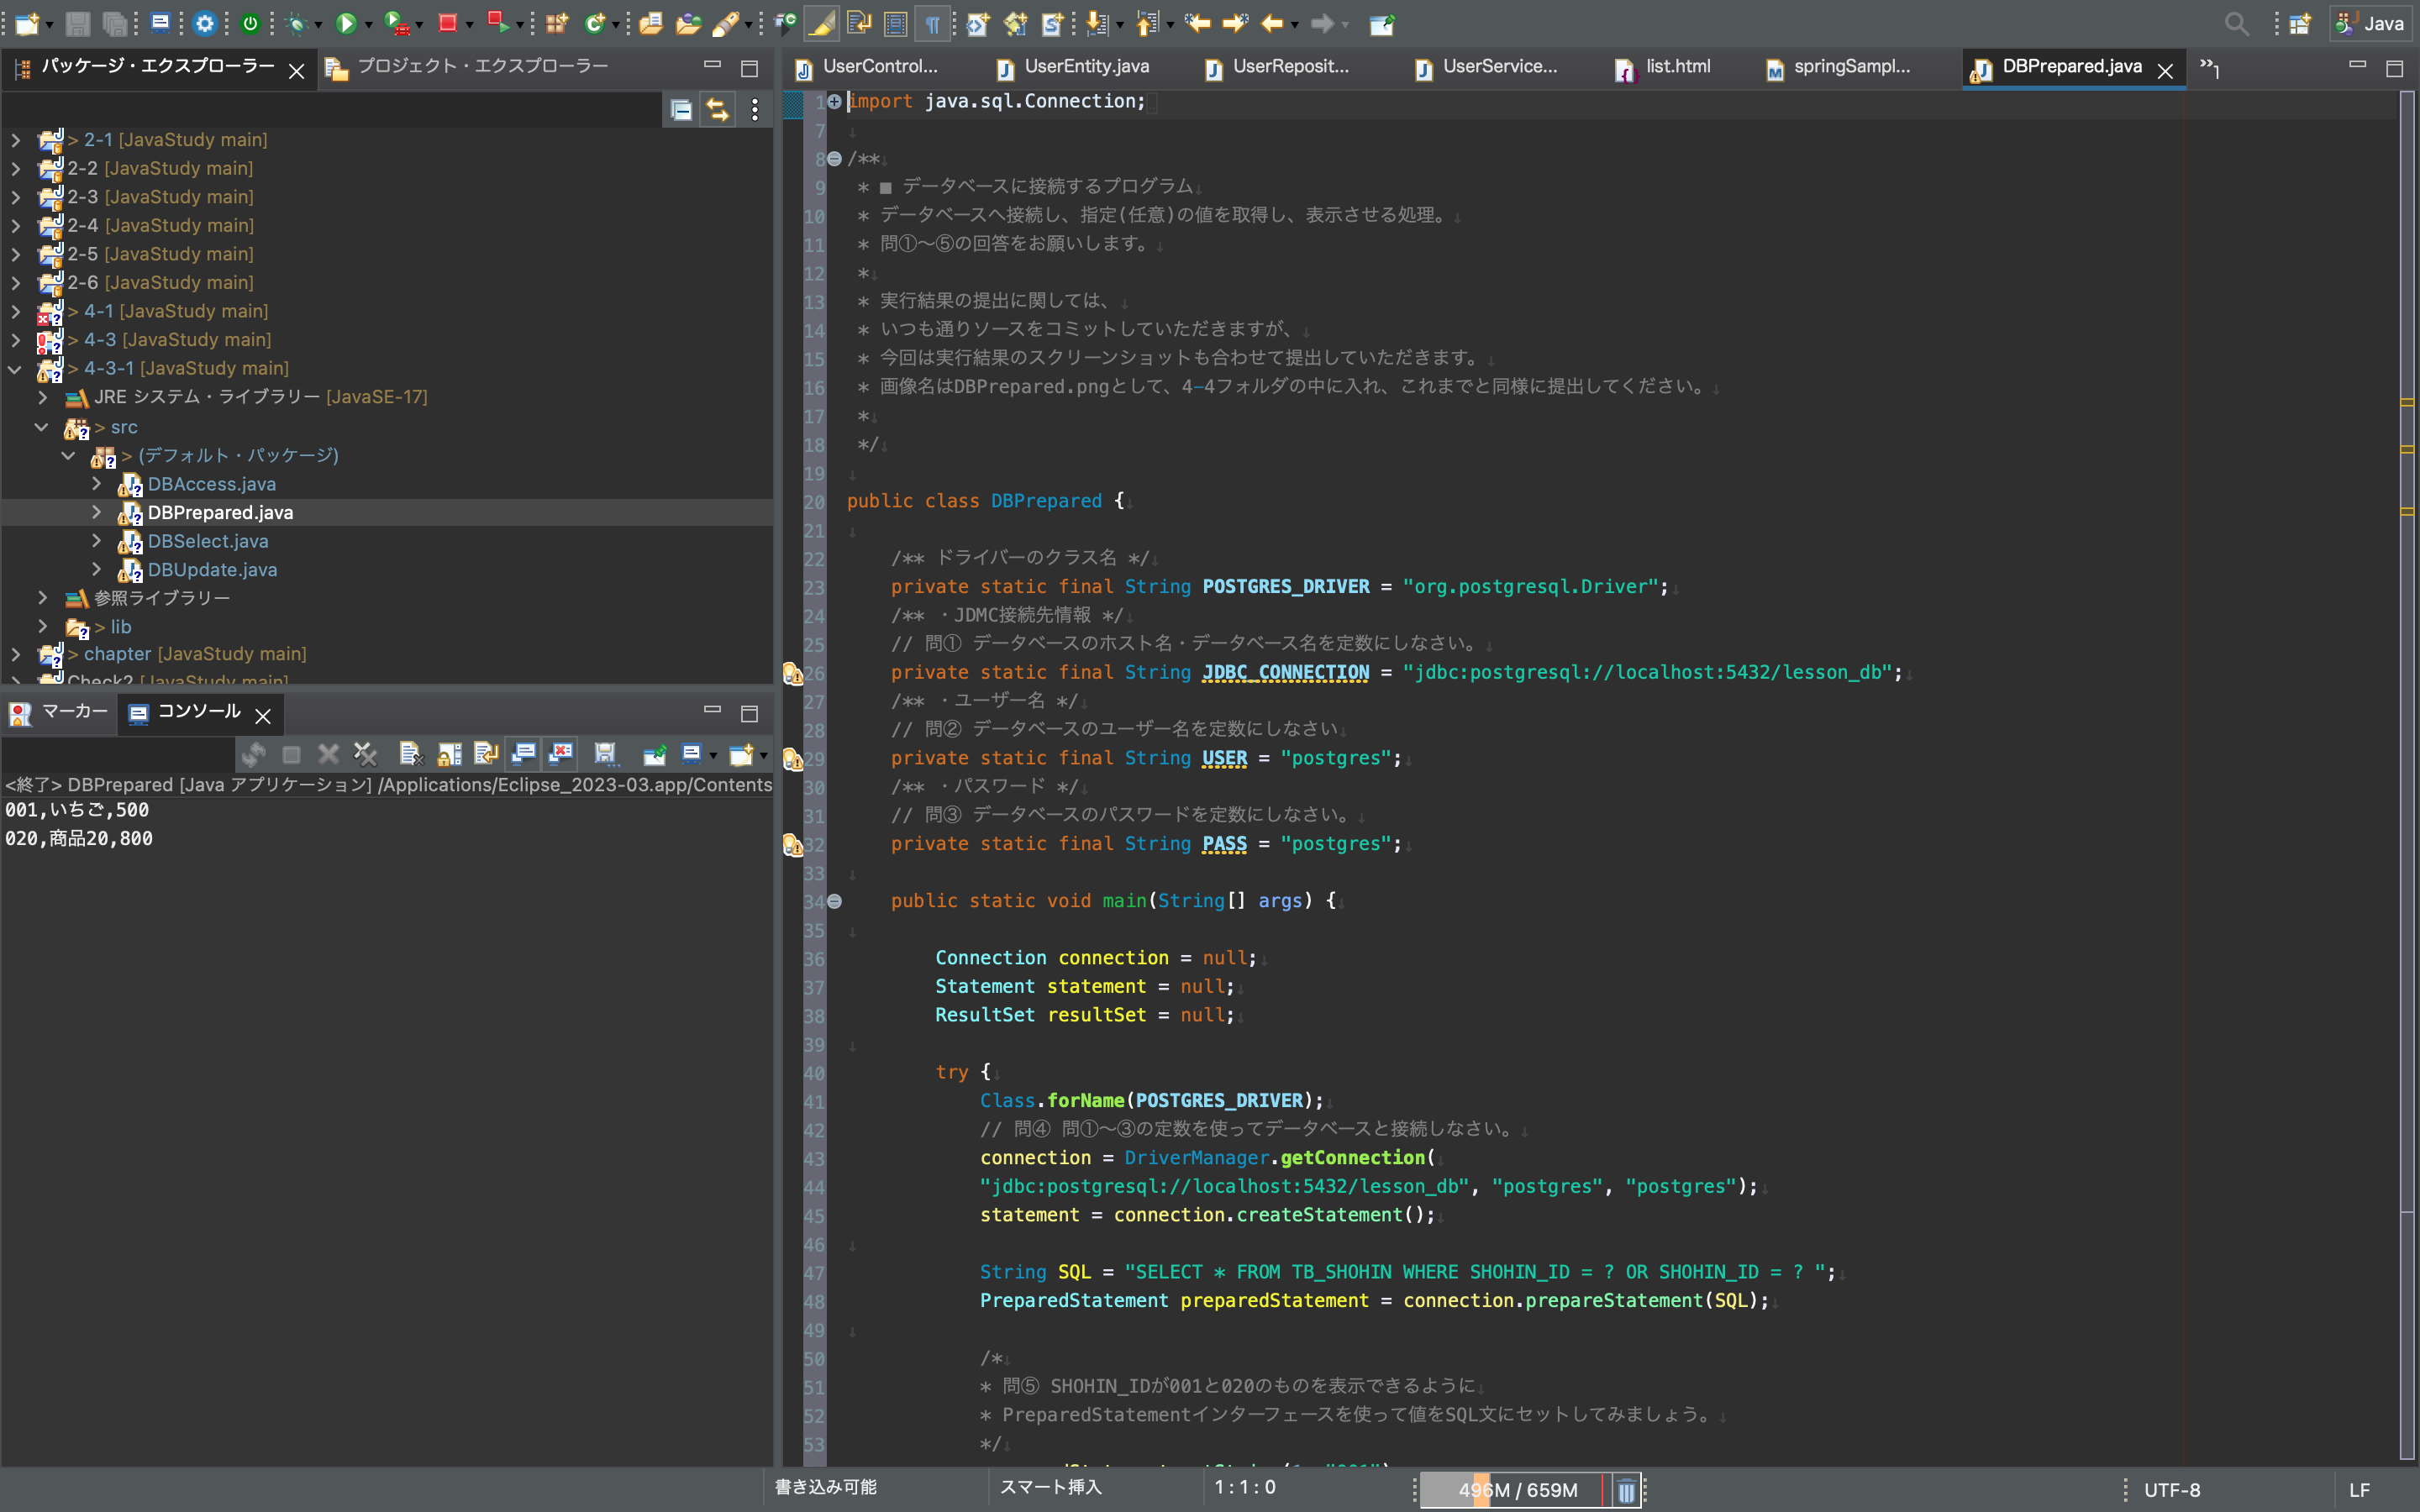 Java
パッケージ・エクスプローラー
プロジェクト・エクスプローラー
> 2-1 [JavaStudy main]
2-2 [JavaStudy main]
2-3 [JavaStudy main]
2-4 [JavaStudy main]
2-5 [JavaStudy main]
2-6 [JavaStudy main]
> 4-1 [JavaStudy main]
> 4-3 [JavaStudy main]
> 4-3-1 [JavaStudy main]
JRE システム・ライブラリー [JavaSE-17]
> src
> (デフォルト・パッケージ)
DBAccess.java
DBPrepared.java
DBSelect.java
DBUpdate.java
参照ライブラリー
> lib
> chapter [JavaStudy main]
Check2 [JavaStudy main]
マーカー
コンソール
<終了> DBPrepared [Java アプリケーション] /Applications/Eclipse_2023-03.app/Contents
001,いちご,500
020,商品20,800
UserControl...
UserEntity.java
UserReposit...
UserService...
list.html
springSampl...
DBPrepared.java
»1
1 import java.sql.Connection;
7
8 /**
9 * ■ データベースに接続するプログラム
10 * データベースへ接続し、指定(任意)の値を取得し、表示させる処理。
11 * 問①〜⑤の回答をお願いします。
12 *
13 * 実行結果の提出に関しては、
14 * いつも通りソースをコミットしていただきますが、
15 * 今回は実行結果のスクリーンショットも合わせて提出していただきます。
16 * 画像名はDBPrepared.pngとして、4-4フォルダの中に入れ、これまでと同様に提出してください。
17 *
18 */
19
20 public class DBPrepared {
21
22 /** ドライバーのクラス名 */
23 private static final String POSTGRES_DRIVER = "org.postgresql.Driver";
24 /** ・JDMC接続先情報 */
25 // 問① データベースのホスト名・データベース名を定数にしなさい。
26 private static final String JDBC_CONNECTION = "jdbc:postgresql://localhost:5432/lesson_db";
27 /** ・ユーザー名 */
28 // 問② データベースのユーザー名を定数にしなさい
29 private static final String USER = "postgres";
30 /** ・パスワード */
31 // 問③ データベースのパスワードを定数にしなさい。
32 private static final String PASS = "postgres";
33
34 public static void main(String[] args) {
35
36 Connection connection = null;
37 Statement statement = null;
38 ResultSet resultSet = null;
39
40 try {
41 Class.forName(POSTGRES_DRIVER);
42 // 問④ 問①〜③の定数を使ってデータベースと接続しなさい。
43 connection = DriverManager.getConnection(
44 "jdbc:postgresql://localhost:5432/lesson_db", "postgres", "postgres");
45 statement = connection.createStatement();
46
47 String SQL = "SELECT * FROM TB_SHOHIN WHERE SHOHIN_ID = ? OR SHOHIN_ID = ? ";
48 PreparedStatement preparedStatement = connection.prepareStatement(SQL);
49
50 /*
51 * 問⑤ SHOHIN_IDが001と020のものを表示できるように
52 * PreparedStatementインターフェースを使って値をSQL文にセットしてみましょう。
53 */
書き込み可能
スマート挿入
1 : 1 : 0
496M / 659M
UTF-8
LF